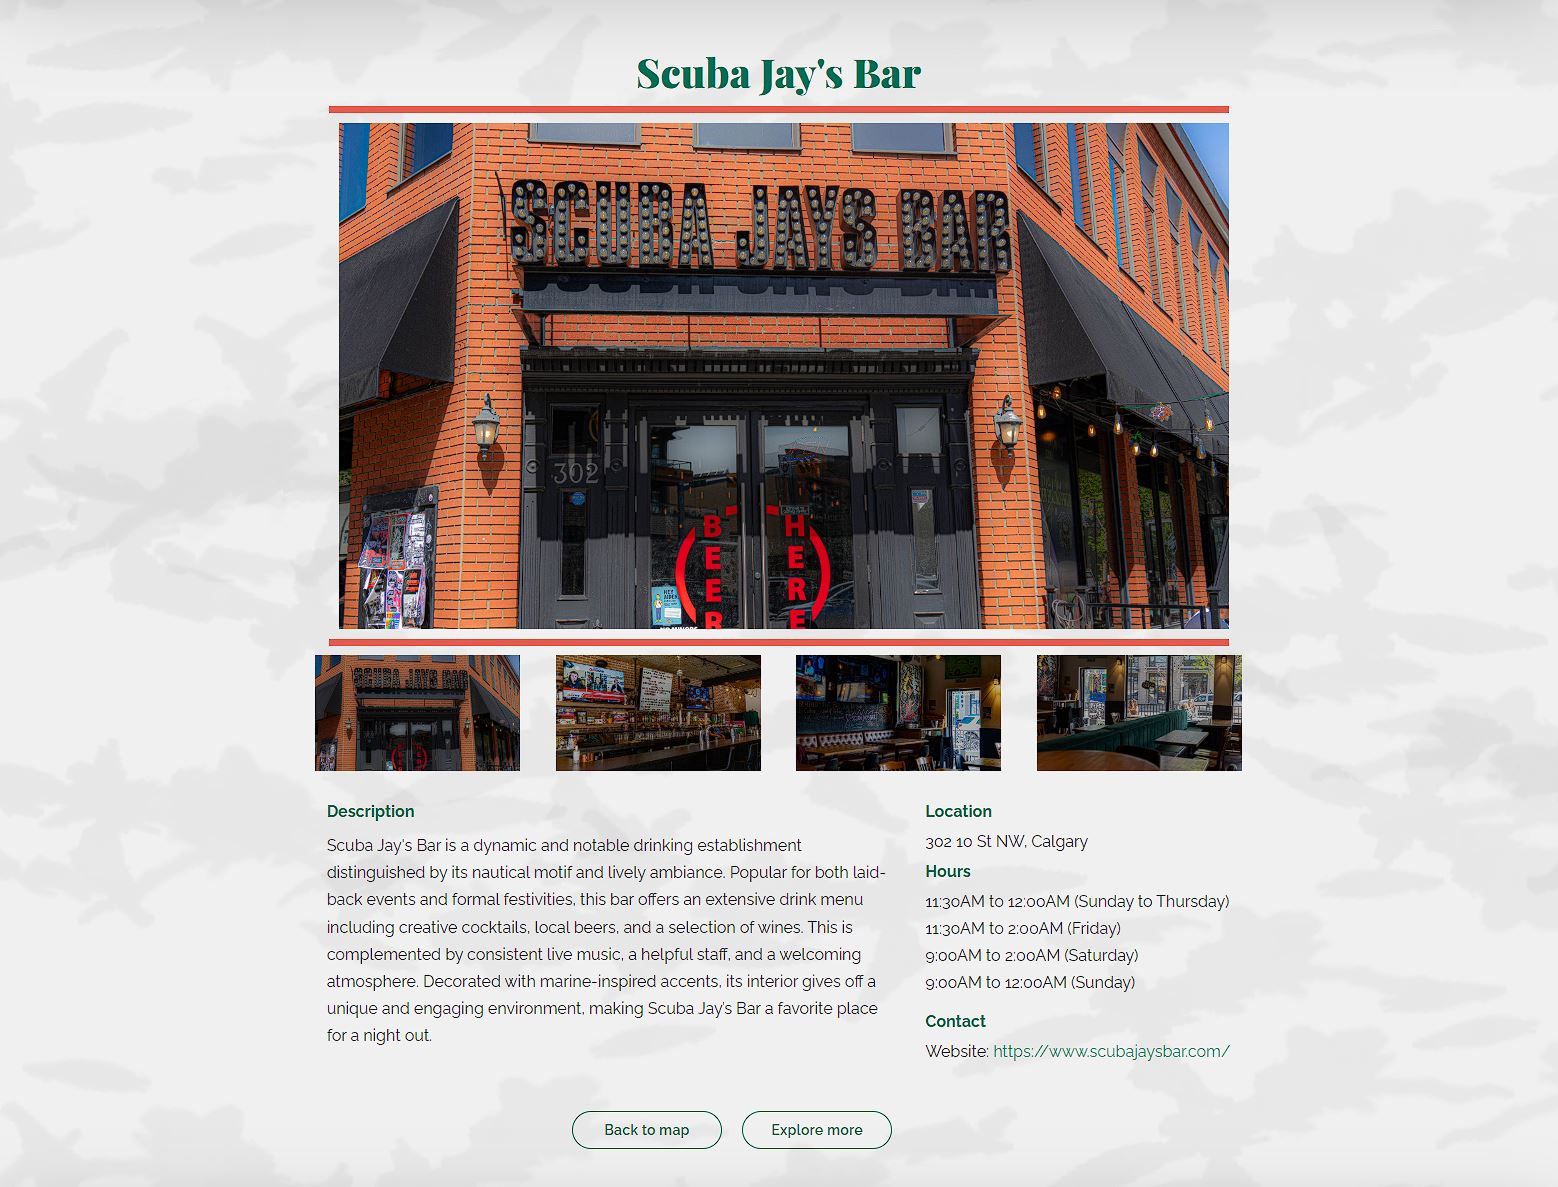 Scuba Jay's Bar
SCUBA JAYS BAR
302
BEER HERE
Description
Scuba Jay's Bar is a dynamic and notable drinking establishment
distinguished by its nautical motif and lively ambiance. Popular for both laid-
back events and formal festivities, this bar offers an extensive drink menu
including creative cocktails, local beers, and a selection of wines. This is
complemented by consistent live music, a helpful staff, and a welcoming
atmosphere. Decorated with marine-inspired accents, its interior gives off a
unique and engaging environment, making Scuba Jay's Bar a favorite place
for a night out.
Location
302 10 St NW, Calgary
Hours
11:30AM to 12:00AM (Sunday to Thursday)
11:30AM to 2:00AM (Friday)
9:00AM to 2:00AM (Saturday)
9:00AM to 12:00AM (Sunday)
Contact
Website: https://www.scubajaysbar.com/
Back to map
Explore more